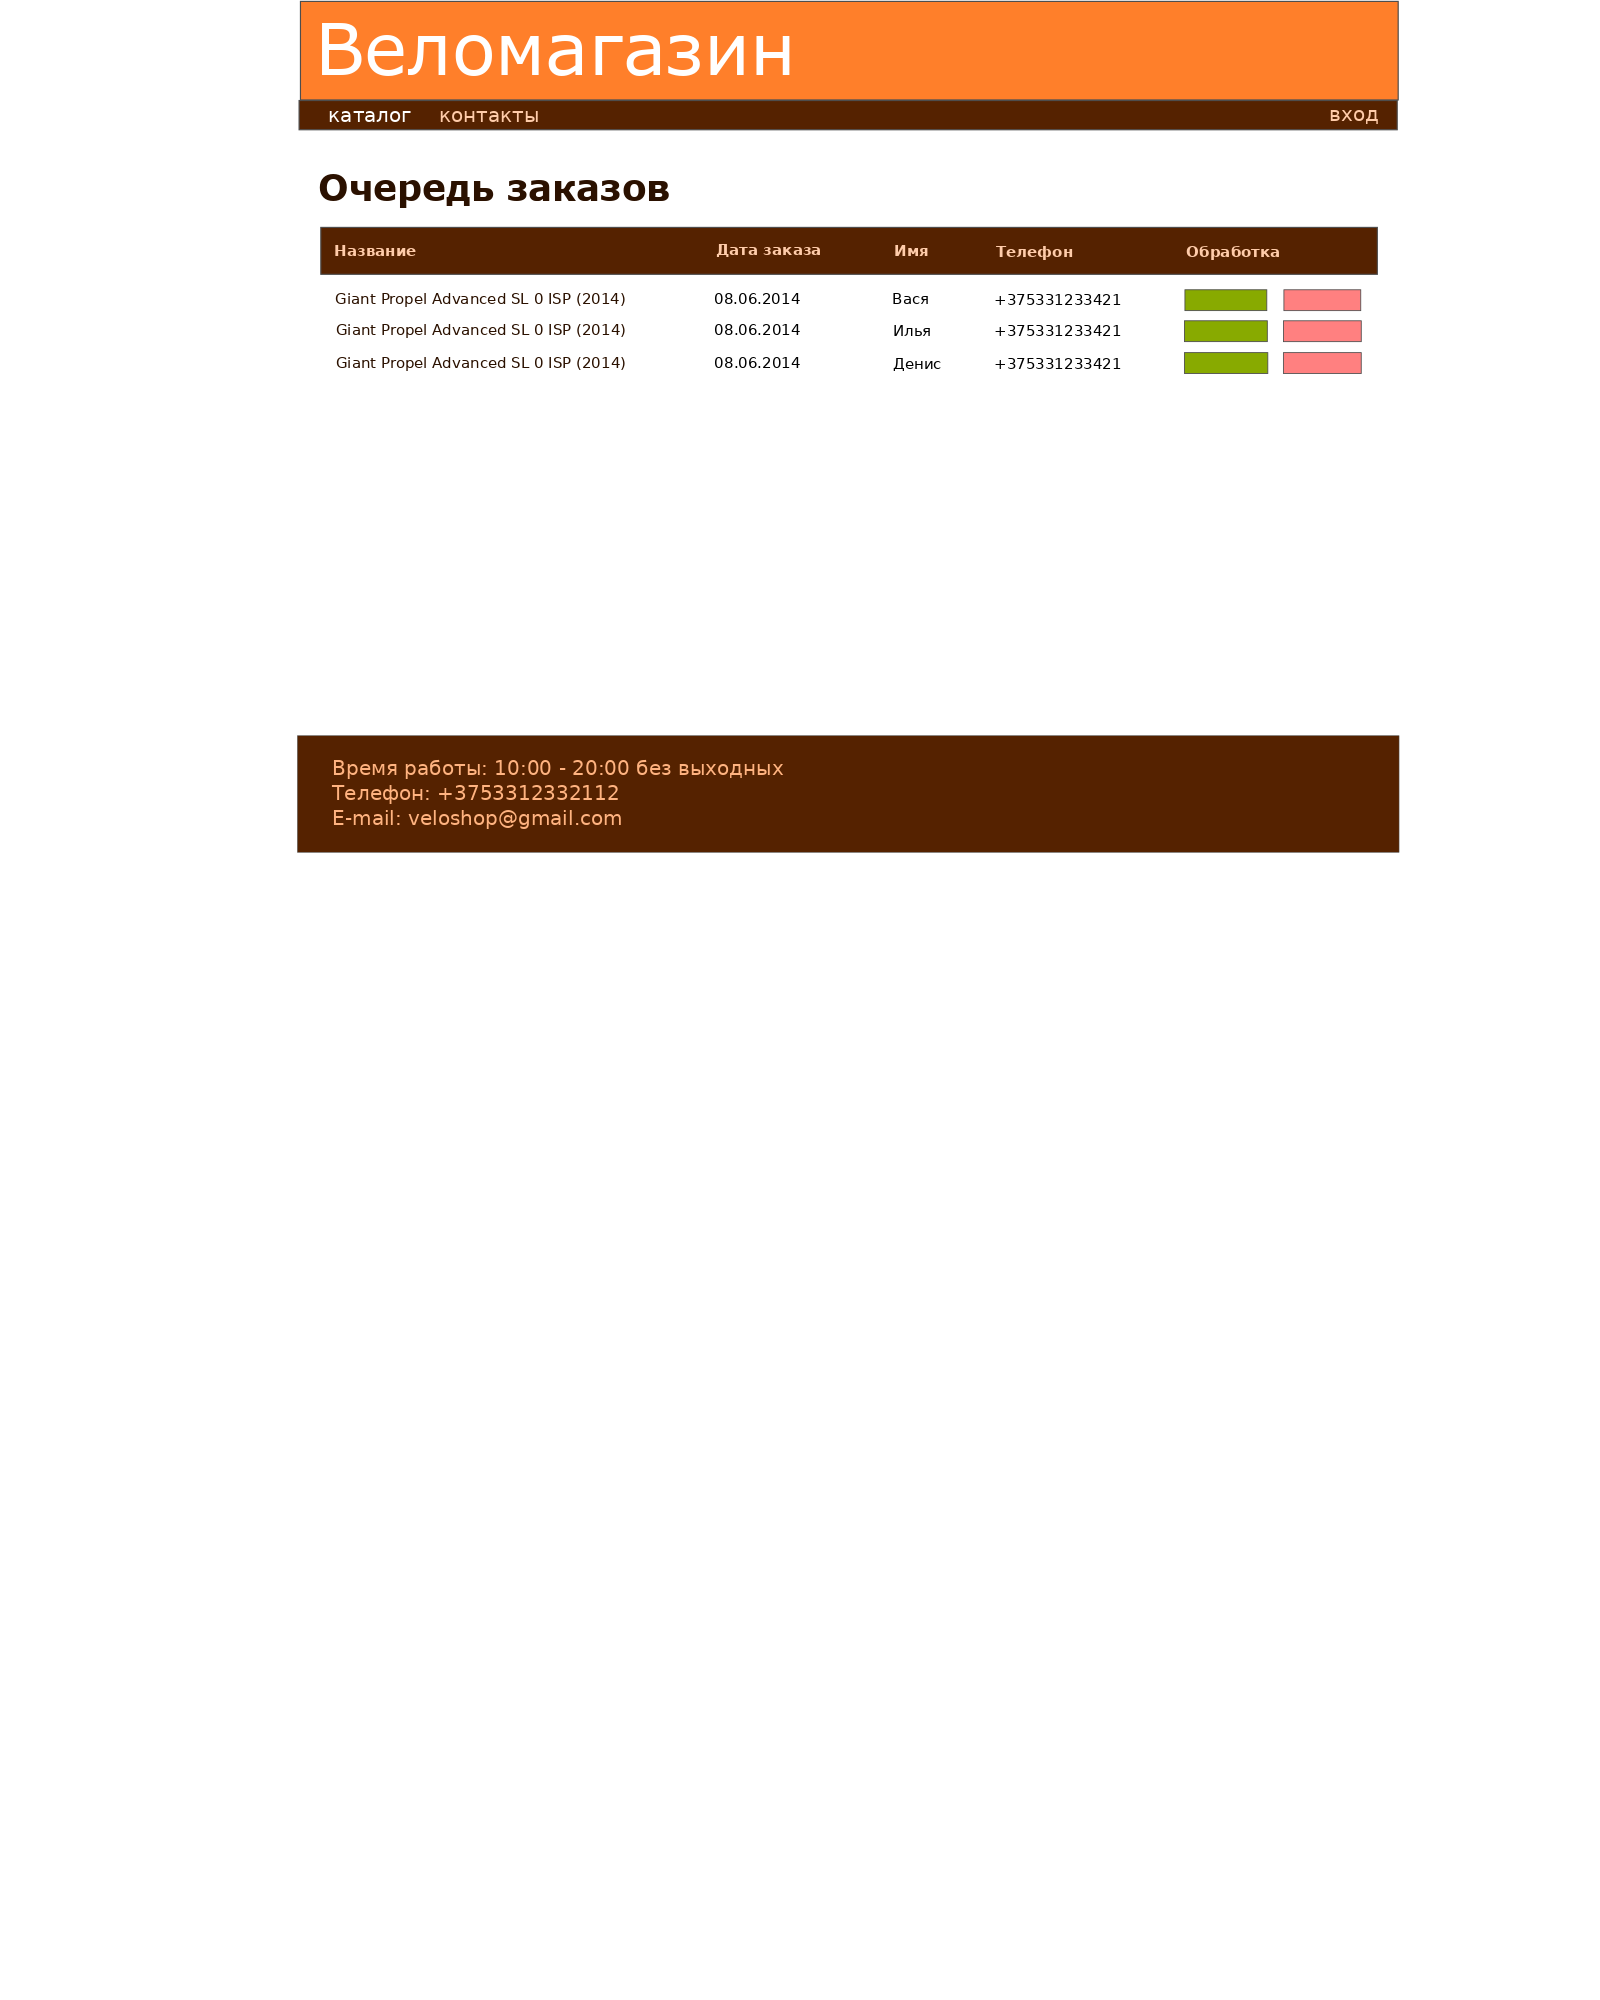 Веломагазин
каталог контакты вход
Очередь заказов
Название Дата заказа Имя Телефон Обработка
Giant Propel Advanced SL 0 ISP (2014) 08.06.2014 Вася +375331233421
Giant Propel Advanced SL 0 ISP (2014) 08.06.2014 Илья +375331233421
Giant Propel Advanced SL 0 ISP (2014) 08.06.2014 Денис +375331233421
Время работы: 10:00 - 20:00 без выходных
Телефон: +3753312332112
E-mail: veloshop@gmail.com